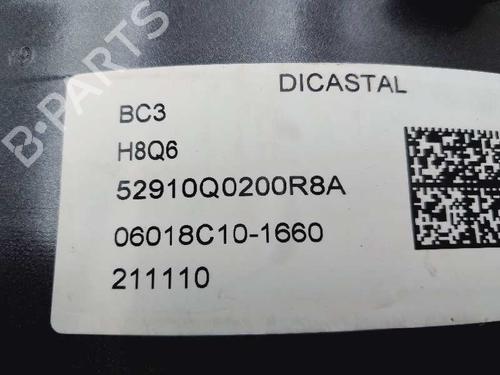 B-PARTS
DICASTAL
BC3
H8Q6
52910Q0200R8A
06018C10-1660
211110